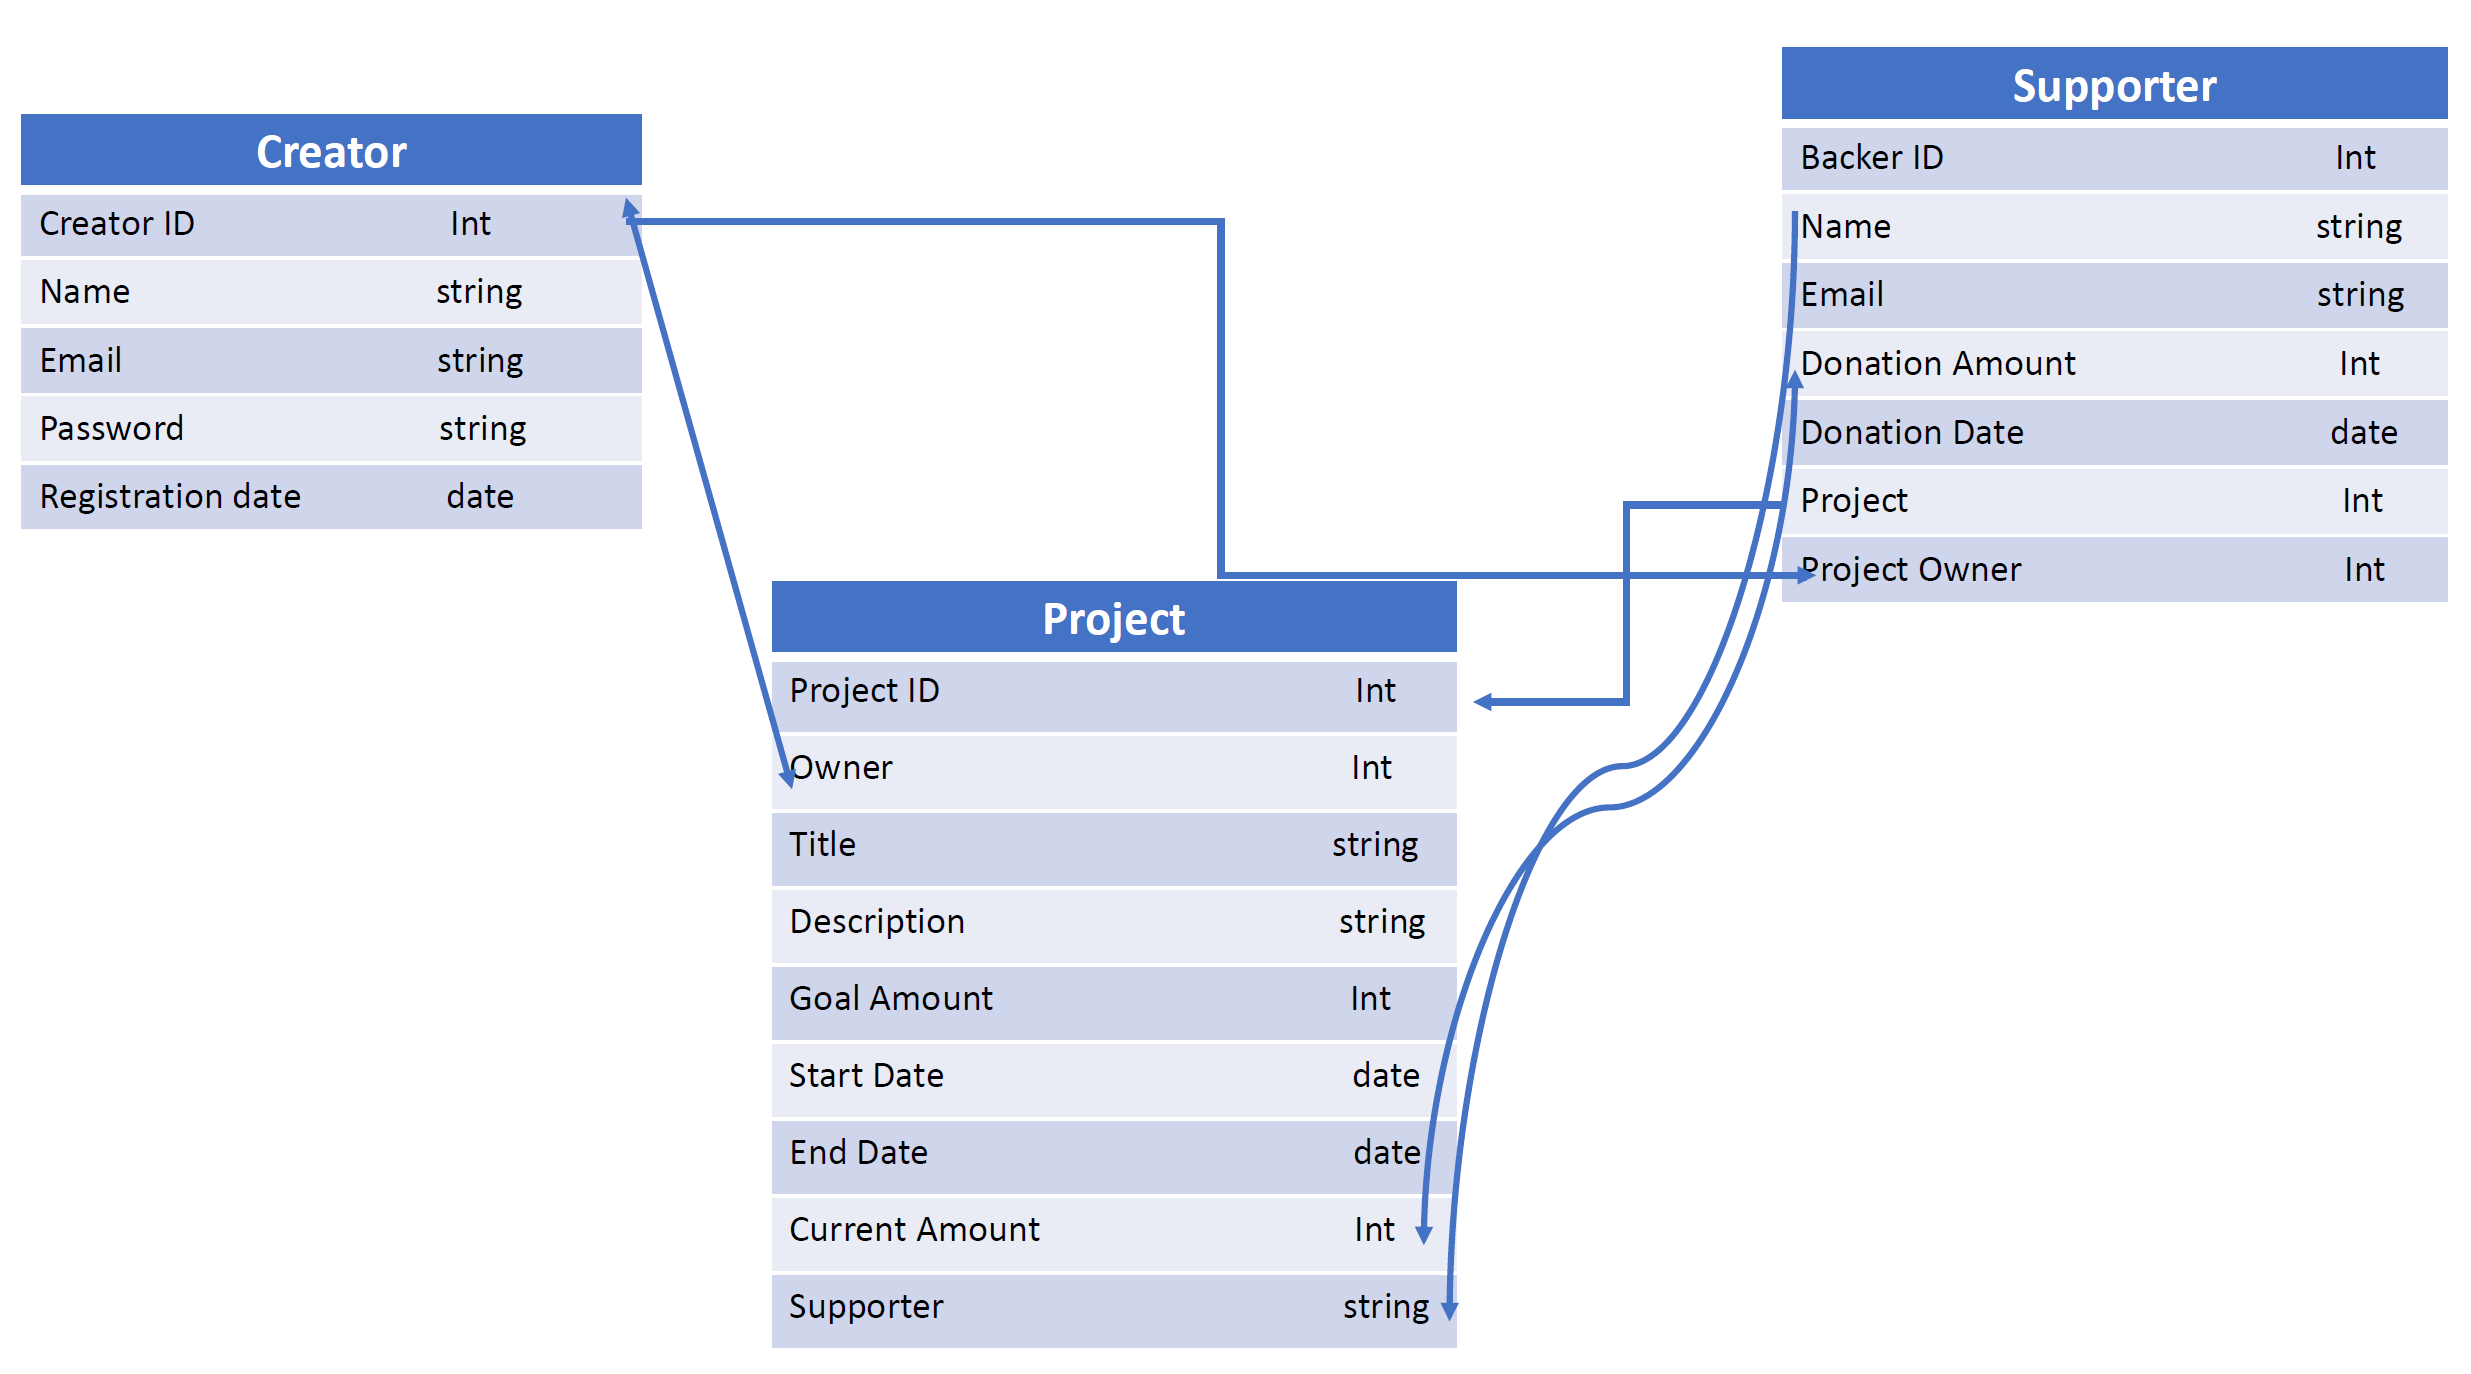 Creator
Creator ID Int
Name string
Email string
Password string
Registration date date
Supporter
Backer ID Int
Name string
Email string
Donation Amount Int
Donation Date date
Project Int
Project Owner Int
Project
Project ID Int
Owner Int
Title string
Description string
Goal Amount Int
Start Date date
End Date date
Current Amount Int
Supporter string